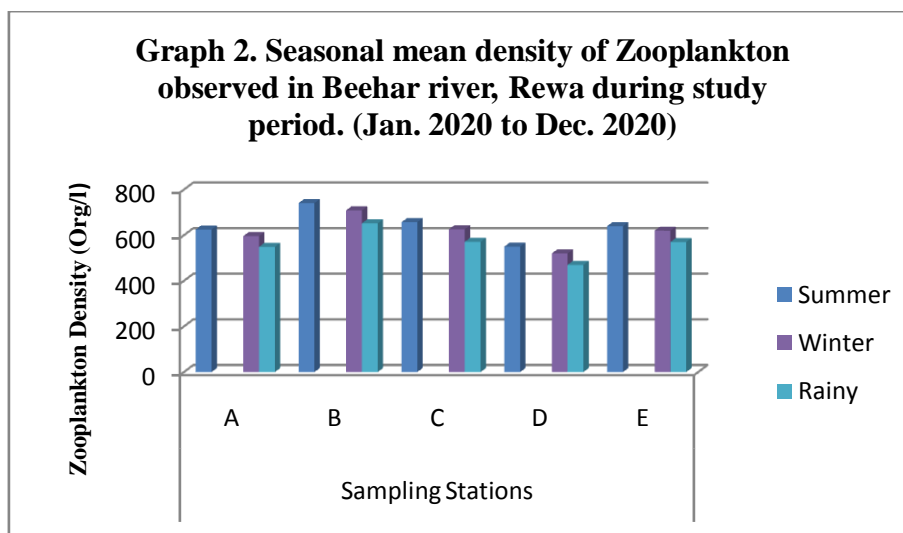 Graph 2. Seasonal mean density of Zooplankton
observed in Beehar river, Rewa during study
period. (Jan. 2020 to Dec. 2020)
Zooplankton Density (Org/l)
800
600
400
200
0
A B C D E
Sampling Stations
Summer
Winter
Rainy